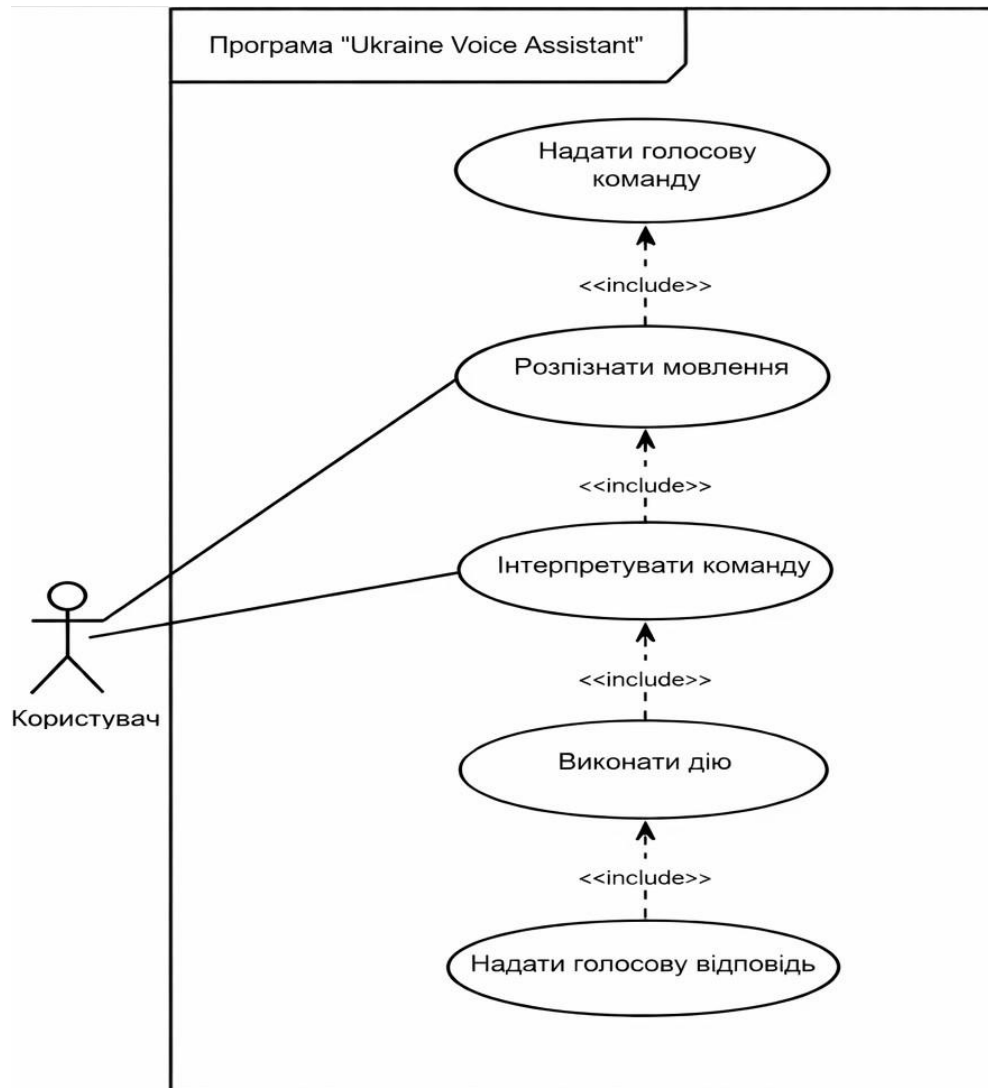 Програма "Ukraine Voice Assistant"
Надати голосову
команду
<<include>>
Розпізнати мовлення
<<include>>
Інтерпретувати команду
<<include>>
Користувач
Виконати дію
<<include>>
Надати голосову відповідь